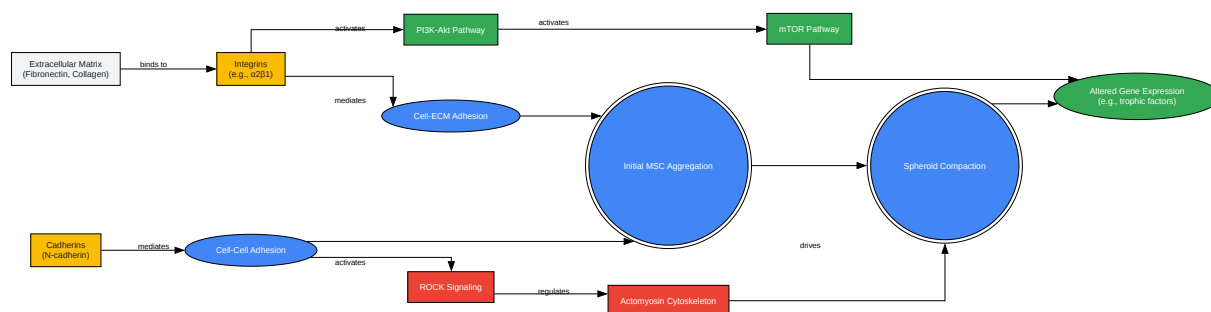 activates
PI3K-Akt Pathway
activates
mTOR Pathway
Extracellular Matrix
(Fibronectin, Collagen)
binds to
Integrins
(e.g., α2β1)
mediates
Cell-ECM Adhesion
Altered Gene Expression
(e.g., trophic factors)
Initial MSC Aggregation
Spheroid Compaction
Cadherins
(N-cadherin)
mediates
Cell-Cell Adhesion
activates
drives
ROCK Signaling
regulates
Actomyosin Cytoskeleton